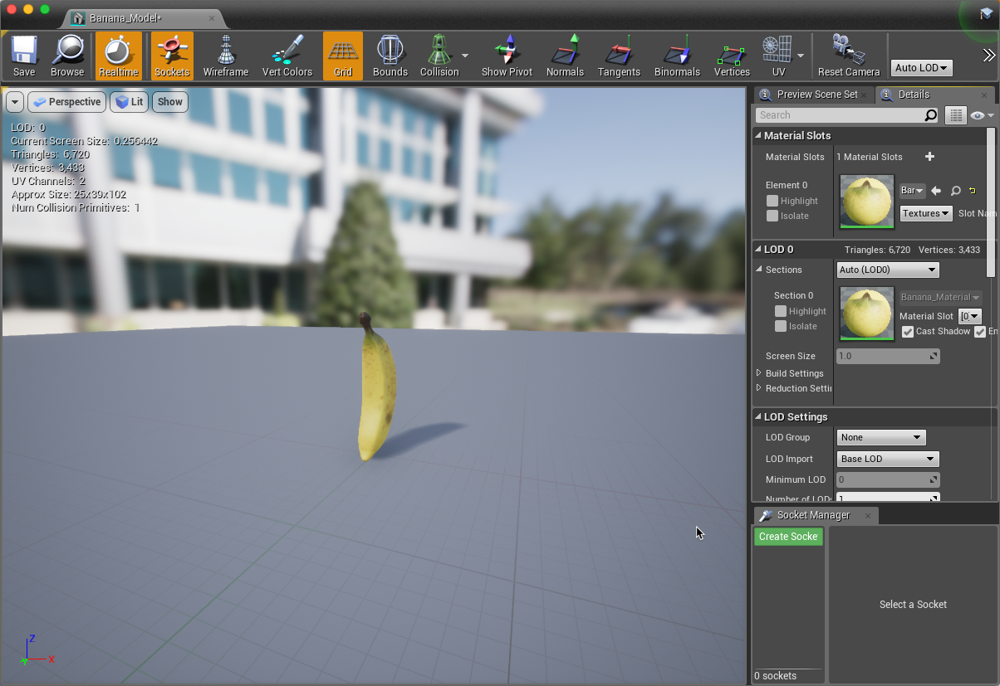 Banana_Model*
Save
Browse
Realtime
Sockets
Wireframe
Vert Colors
Grid
Bounds
Collision
Show Pivot
Normals
Tangents
Binormals
Vertices
UV
Reset Camera
Auto LOD
Perspective
Lit
Show
LOD: 0
Current Screen Size: 0.256442
Triangles: 6,720
Vertices: 3,433
UV Channels: 2
Approx Size: 25x39x102
Num Collision Primitives: 1
Z
X
Y
Preview Scene Set
Details
Search
Material Slots
Material Slots 1 Material Slots
Element 0
Highlight
Isolate
Bar
Textures Slot Nam
LOD 0 Triangles: 6,720 Vertices: 3,433
Sections Auto (LOD0)
Section 0
Highlight
Isolate
Banana_Material
Material Slot [0]
Cast Shadow En
Screen Size 1.0
Build Settings
Reduction Setti
LOD Settings
LOD Group None
LOD Import Base LOD
Minimum LOD 0
Number of LODs 1
Socket Manager
Create Socke
Select a Socket
0 sockets